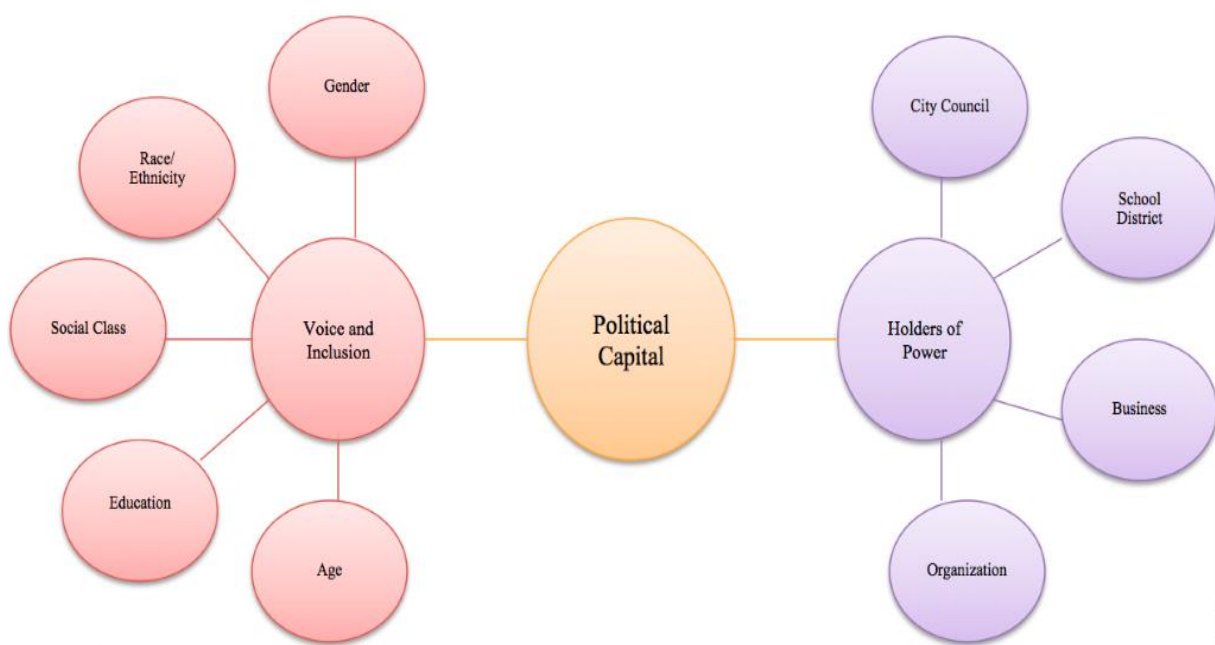 Gender
City Council
Race/
Ethnicity
School
District
Social Class
Voice and
Inclusion
Political
Capital
Holders of
Power
Business
Education
Age
Organization